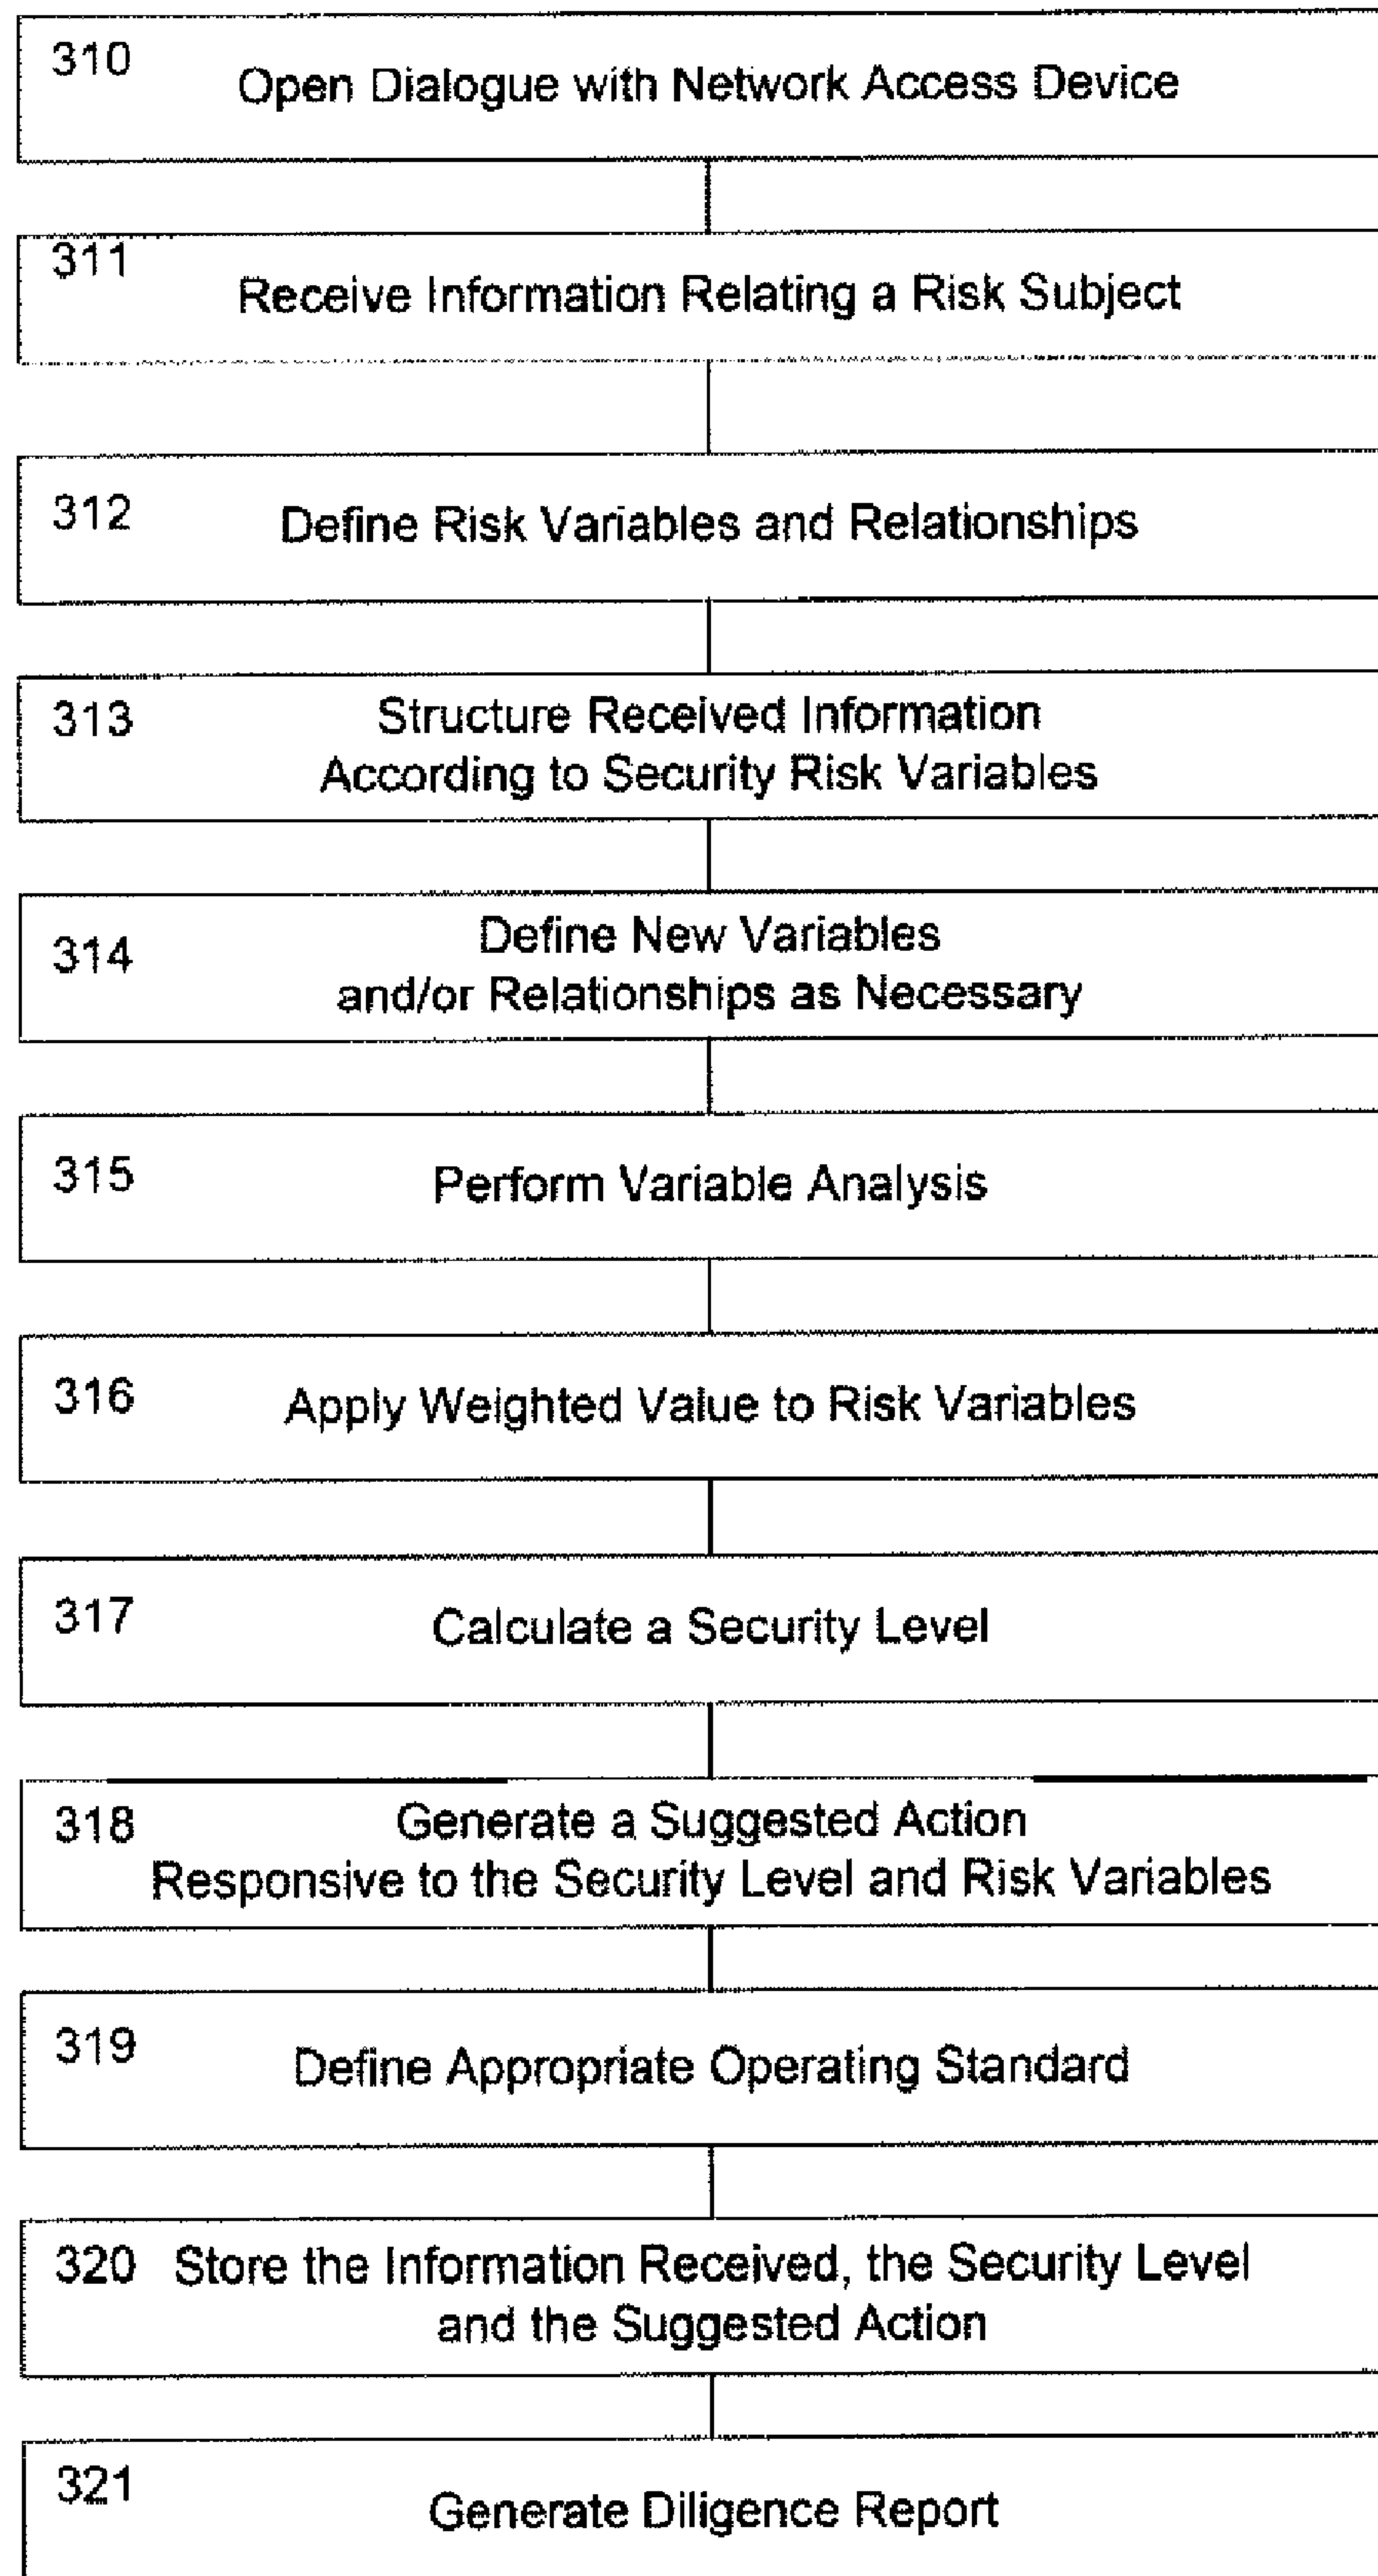 310
Open Dialogue with Network Access Device
311
Receive Information Relating a Risk Subject
312
Define Risk Variables and Relationships
313
Structure Received Information
According to Security Risk Variables
314
Define New Variables
and/or Relationships as Necessary
315
Perform Variable Analysis
316
Apply Weighted Value to Risk Variables
317
Calculate a Security Level
318
Generate a Suggested Action
Responsive to the Security Level and Risk Variables
319
Define Appropriate Operating Standard
320 Store the Information Received, the Security Level
and the Suggested Action
321
Generate Diligence Report